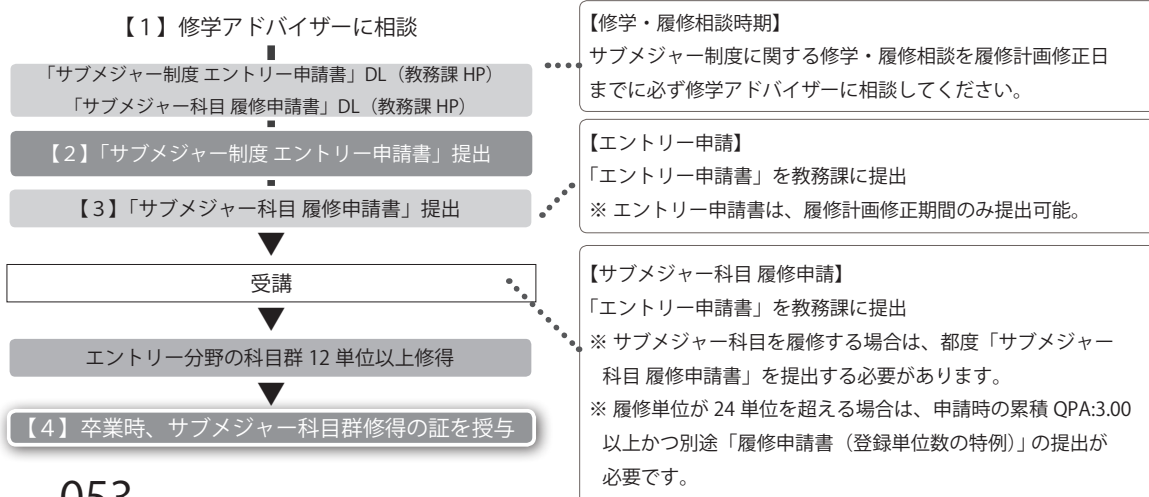 【１】修学アドバイザーに相談
「サブメジャー制度 エントリー申請書」DL（教務課 HP）
「サブメジャー科目 履修申請書」DL（教務課 HP）
【２】「サブメジャー制度 エントリー申請書」提出
【３】「サブメジャー科目 履修申請書」提出
受講
エントリー分野の科目群 12 単位以上修得
【４】卒業時、サブメジャー科目群修得の証を授与
【修学・履修相談時期】
サブメジャー制度に関する修学・履修相談を履修計画修正日
までに必ず修学アドバイザーに相談してください。
【エントリー申請】
「エントリー申請書」を教務課に提出
※ エントリー申請書は、履修計画修正期間のみ提出可能。
【サブメジャー科目 履修申請】
「エントリー申請書」を教務課に提出
※ サブメジャー科目を履修する場合は、都度「サブメジャー
科目 履修申請書」を提出する必要があります。
※ 履修単位が 24 単位を超える場合は、申請時の累積 QPA:3.00
以上かつ別途「履修申請書（登録単位数の特例）」の提出が
必要です。
053